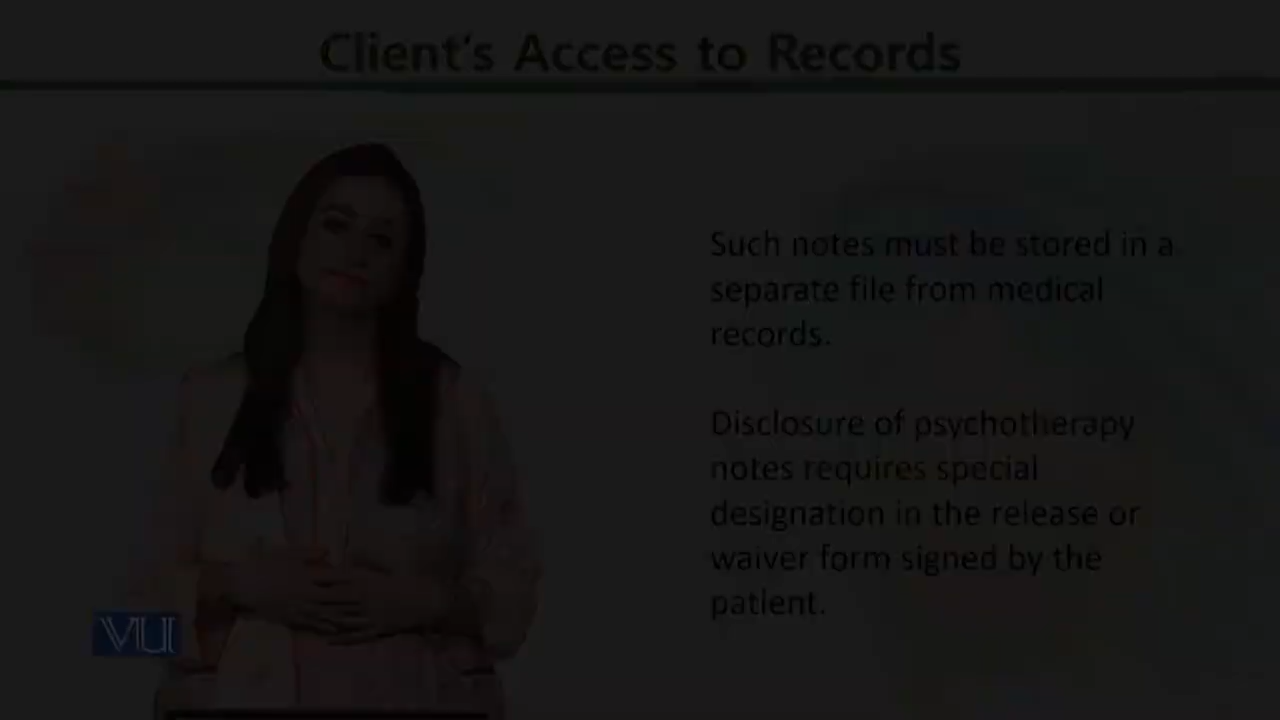 Client's Access to Records
Such notes must be stored in a
separate file from medical
records.
Disclosure of psychotherapy
notes requires special
designation in the release or
waiver form signed by the
patient.
VU